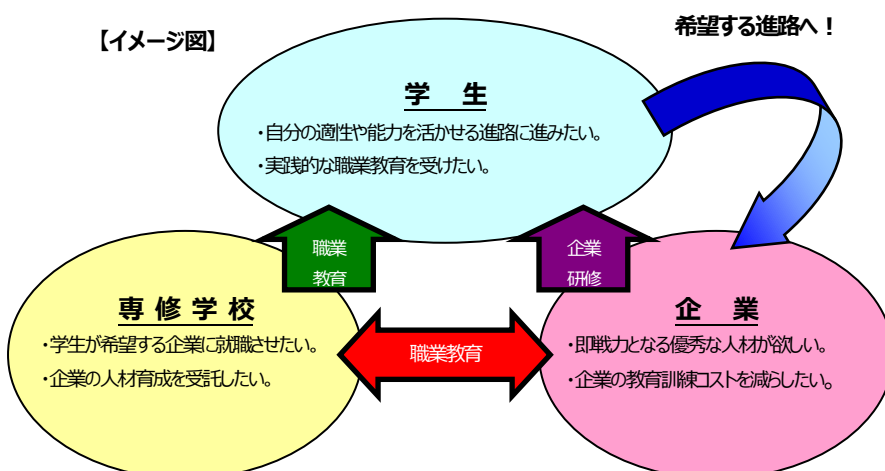 【イメージ図】
希望する進路へ！
学　生
・自分の適性や能力を活かせる進路に進みたい。
・実践的な職業教育を受けたい。
職業
教育
企業
研修
専 修 学 校
・学生が希望する企業に就職させたい。
・企業の人材育成を受託したい。
職業教育
企　業
・即戦力となる優秀な人材が欲しい。
・企業の教育訓練コストを減らしたい。